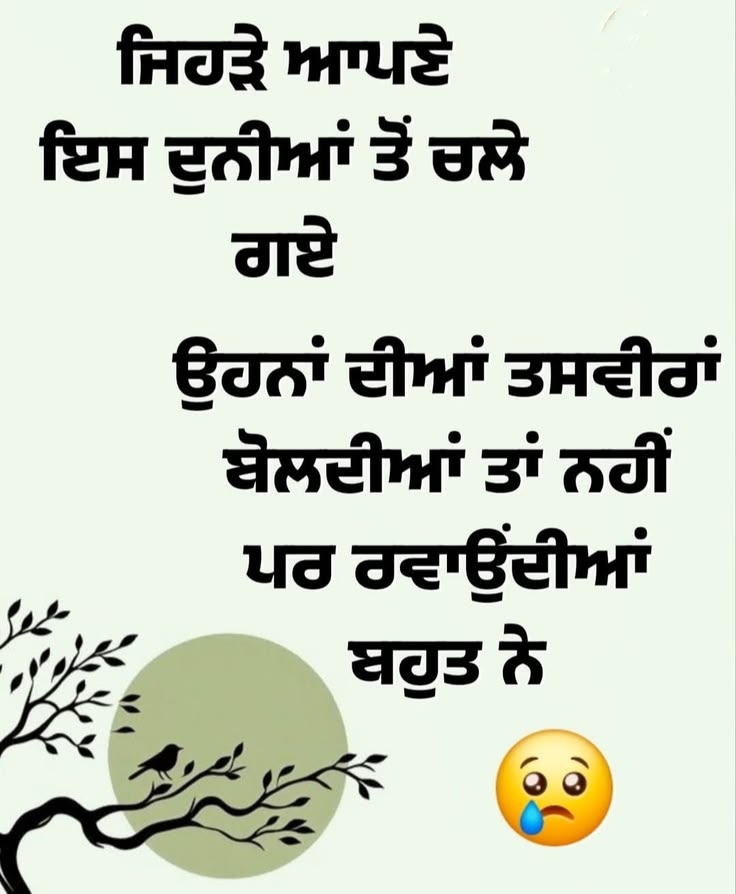 ਜਿਹੜੇ ਆਪਣੇ
ਇਸ ਦੁਨੀਆਂ ਤੋਂ ਚਲੇ
ਗਏ
ਉਹਨਾਂ ਦੀਆਂ ਤਸਵੀਰਾਂ
ਬੋਲਦੀਆਂ ਤਾਂ ਨਹੀਂ
ਪਰ ਰਵਾਉਂਦੀਆਂ
ਬਹੁਤ ਨੇ